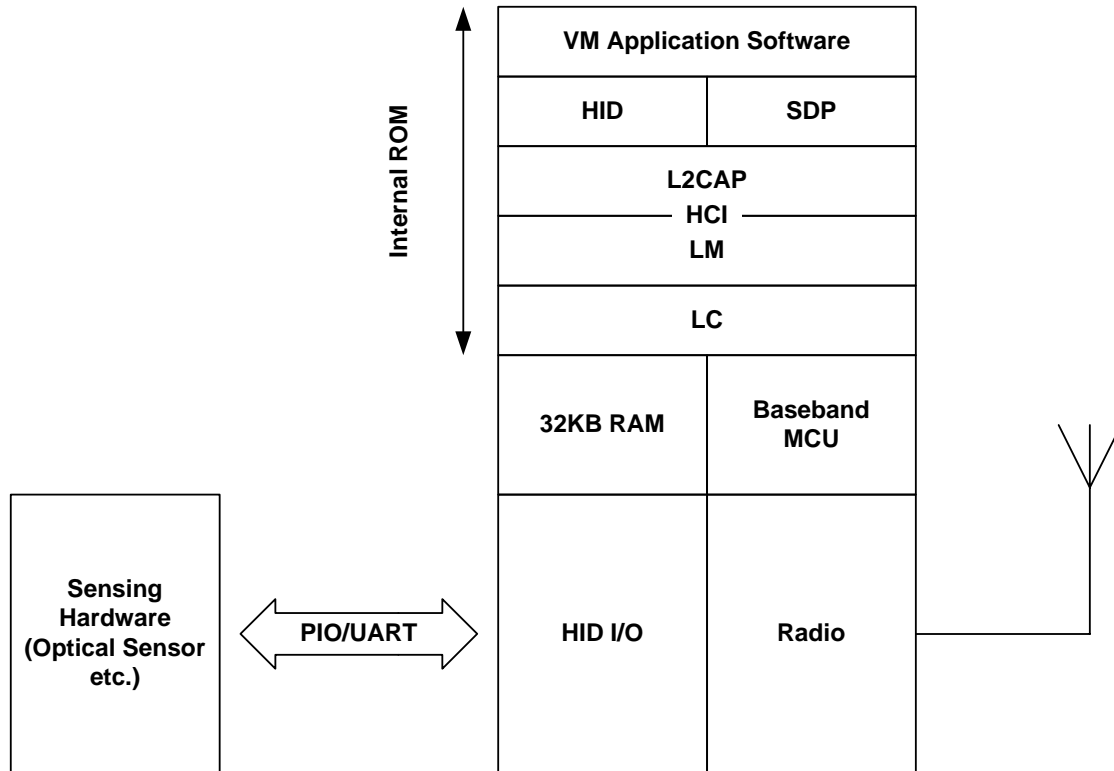 VM Application Software
HID
SDP
Internal ROM
L2CAP
HCI
LM
LC
32KB RAM
Baseband
MCU
Sensing
Hardware
(Optical Sensor
etc.)
PIO/UART
HID I/O
Radio